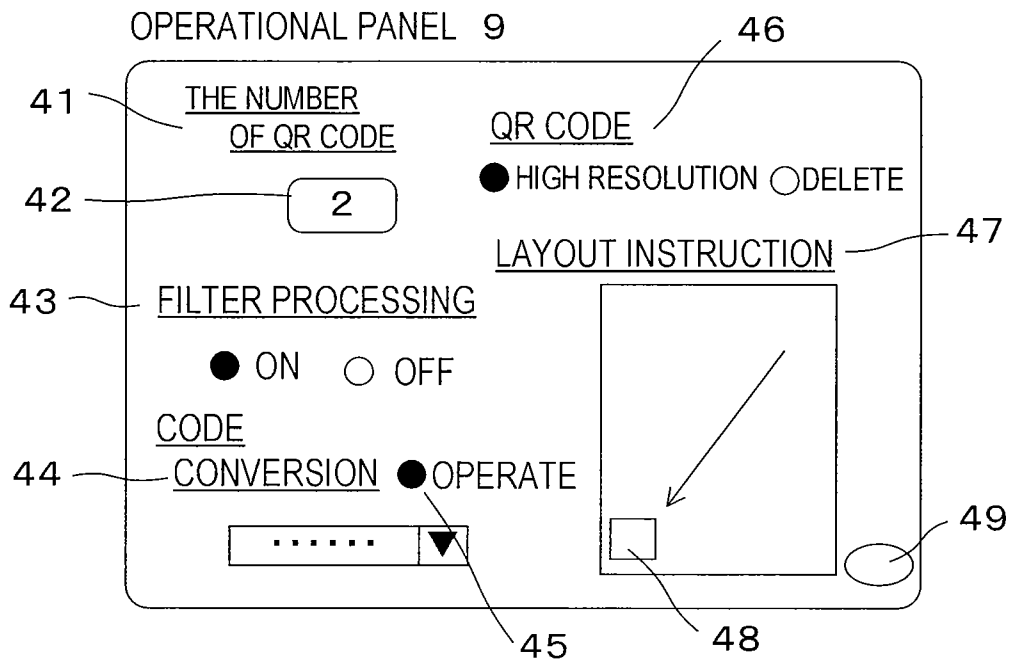 OPERATIONAL PANEL 9
46
41
THE NUMBER
OF QR CODE
QR CODE
HIGH RESOLUTION DELETE
42
2
47
LAYOUT INSTRUCTION
43
FILTER PROCESSING
ON OFF
CODE
44
CONVERSION OPERATE
......
49
45
48